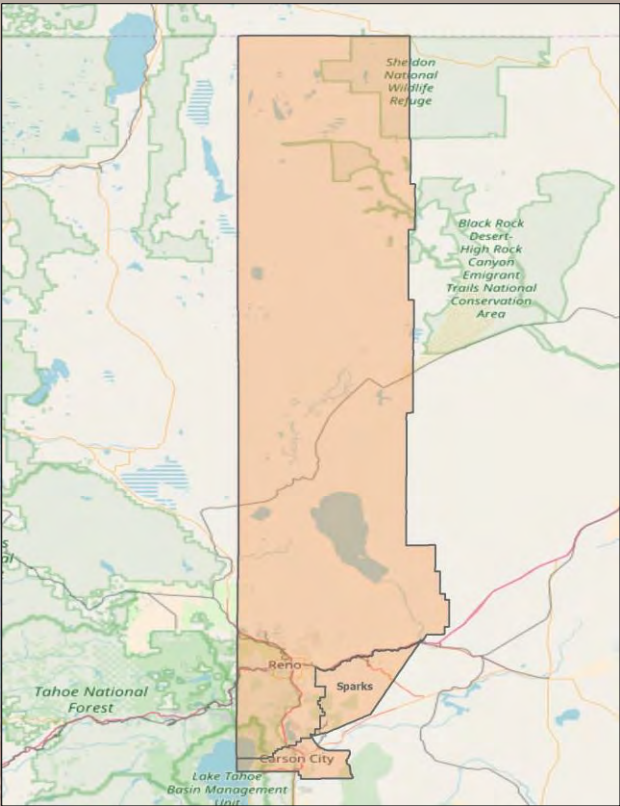 Sheldon
National
Wildlife
Refuge
Black Rock
Desert-
High Rock
Canyon
Emigrant
Trails National
Conservation
Area
Reno
Sparks
Tahoe National
Forest
Carson City
Lake Tahoe
Basin Management
Unit